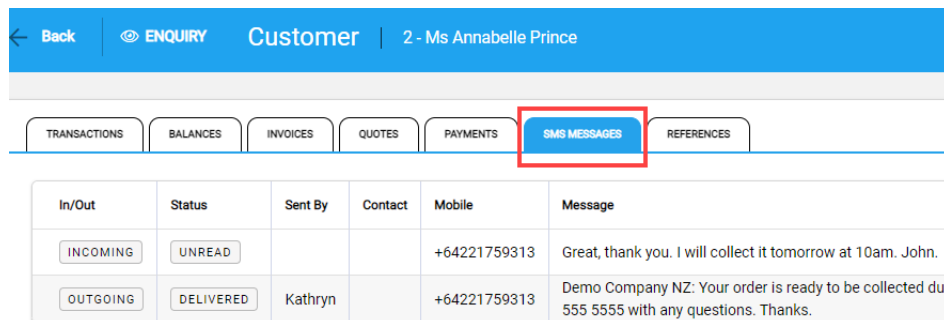 Back ENQUIRY Customer 2 - Ms Annabelle Prince
TRANSACTIONS BALANCES INVOICES QUOTES PAYMENTS SMS MESSAGES REFERENCES
In/Out Status Sent By Contact Mobile Message
INCOMING UNREAD +64221759313 Great, thank you. I will collect it tomorrow at 10am. John.
OUTGOING DELIVERED Kathryn +64221759313 Demo Company NZ: Your order is ready to be collected du
555 5555 with any questions. Thanks.